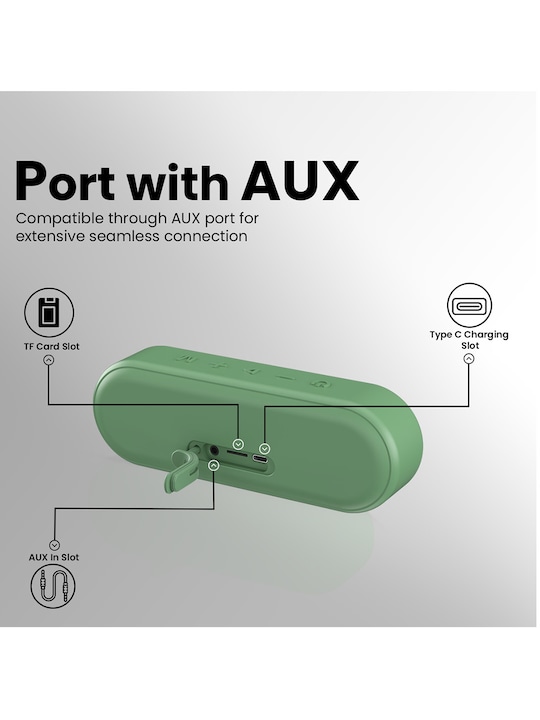 Port with AUX
Compatible through AUX port for
extensive seamless connection
TF Card Slot
Type C Charging
Slot
AUX In Slot